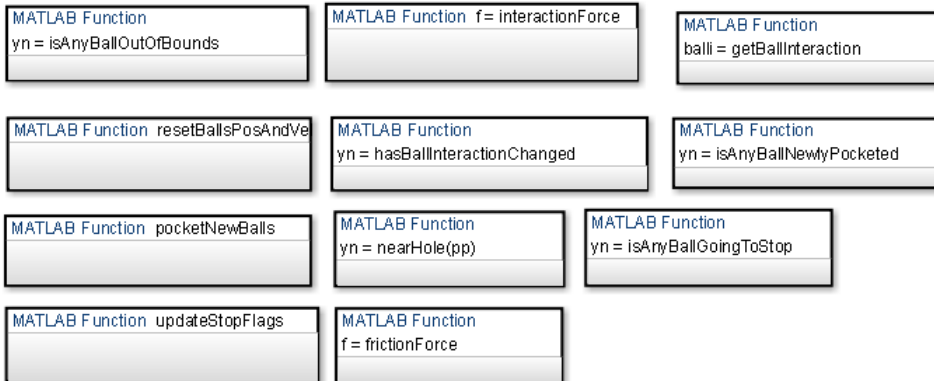 MATLAB Function
yn = isAnyBallOutOfBounds
MATLAB Function f = interactionForce
MATLAB Function
balli = getBallInteraction
MATLAB Function resetBallsPosAndVe
MATLAB Function
yn = hasBallInteractionChanged
MATLAB Function
yn = isAnyBallNewlyPocketed
MATLAB Function pocketNewBalls
MATLAB Function
yn = nearHole(pp)
MATLAB Function
yn = isAnyBallGoingToStop
MATLAB Function updateStopFlags
MATLAB Function
f = frictionForce